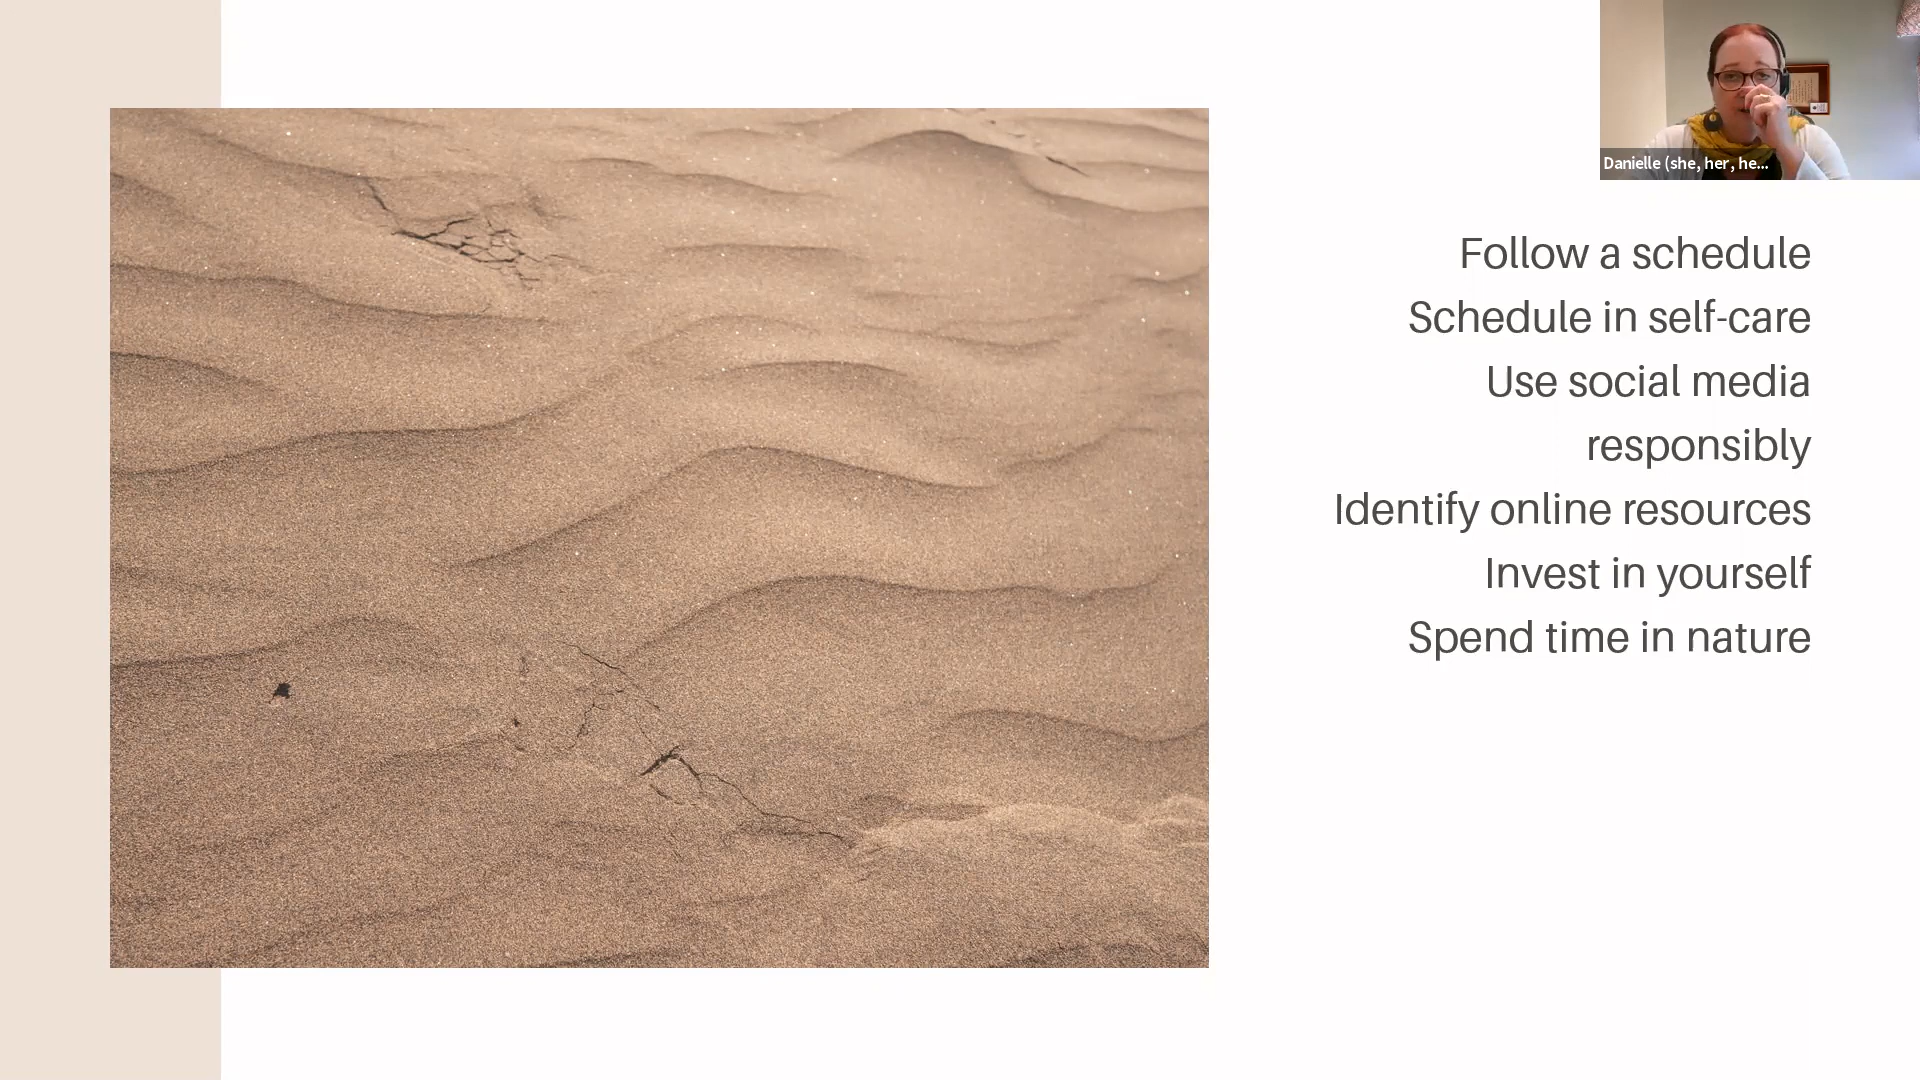 Danielle (she, her, he...
Follow a schedule
Schedule in self-care
Use social media
responsibly
Identify online resources
Invest in yourself
Spend time in nature